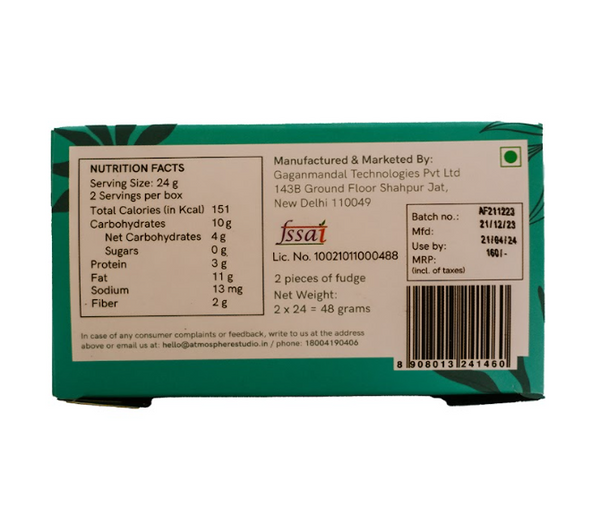 NUTRITION FACTS
Serving Size: 24 g
2 Servings per box
Total Calories (in Kcal) 151
Carbohydrates 10 g
Net Carbohydrates 4 g
Sugars 0 g
Protein 3 g
Fat 11 g
Sodium 13 mg
Fiber 2 g
Manufactured & Marketed By:
Gaganmandal Technologies Pvt Ltd
143B Ground Floor Shahpur Jat,
New Delhi 110049
fssai
Lic. No. 10021011000488
2 pieces of fudge
Net Weight:
2 x 24 = 48 grams
Batch no.: AF211223
Mfd: 21/12/23
Use by: 21/04/24
MRP: 160/-
(incl. of taxes)
In case of any consumer complaints or feedback, write to us at the address
above or email us at: hello@atmospherestudio.in / phone: 18004190406
8 908013 241460